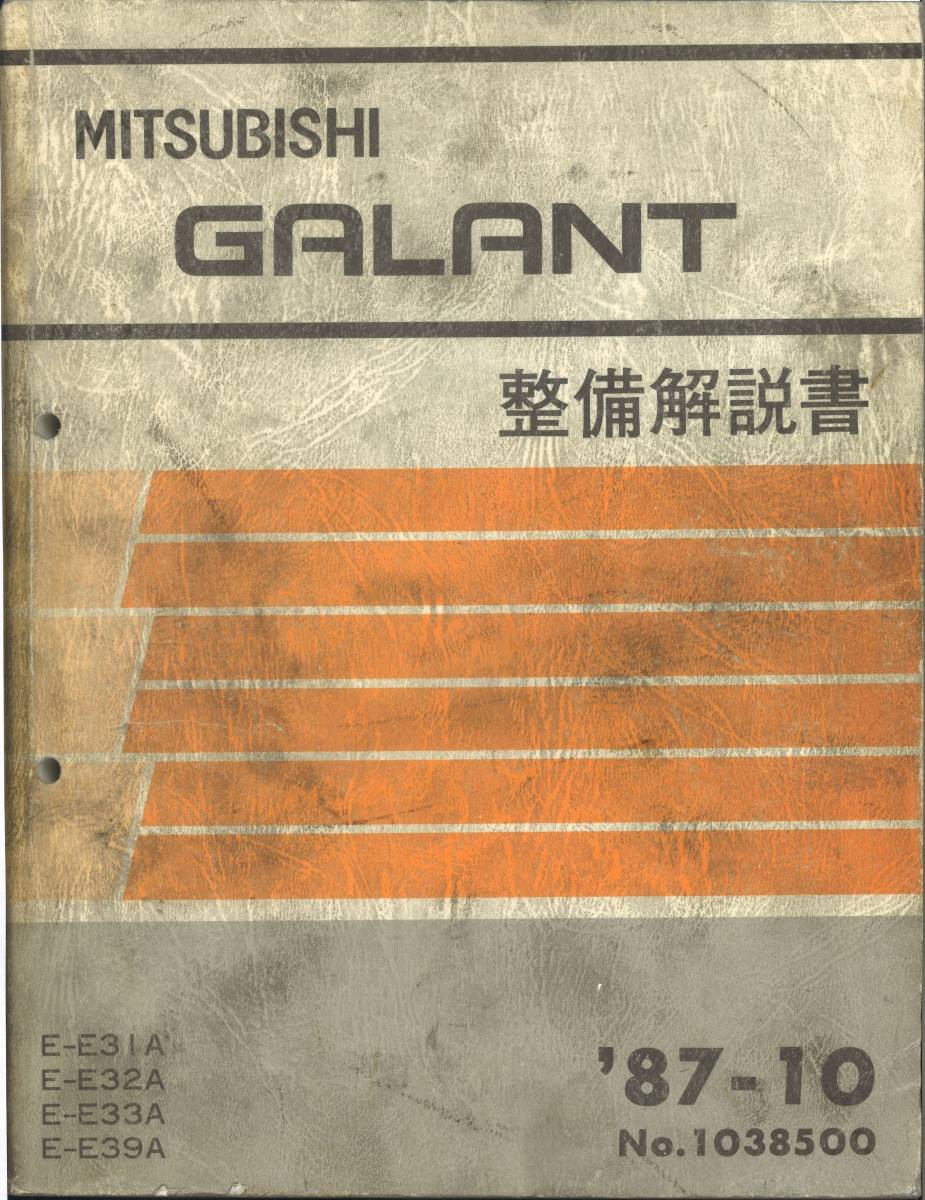 MITSUBISHI
GALANT
整備解説書
E-E31A
E-E32A
E-E33A
E-E39A
'87-10
No.1038500